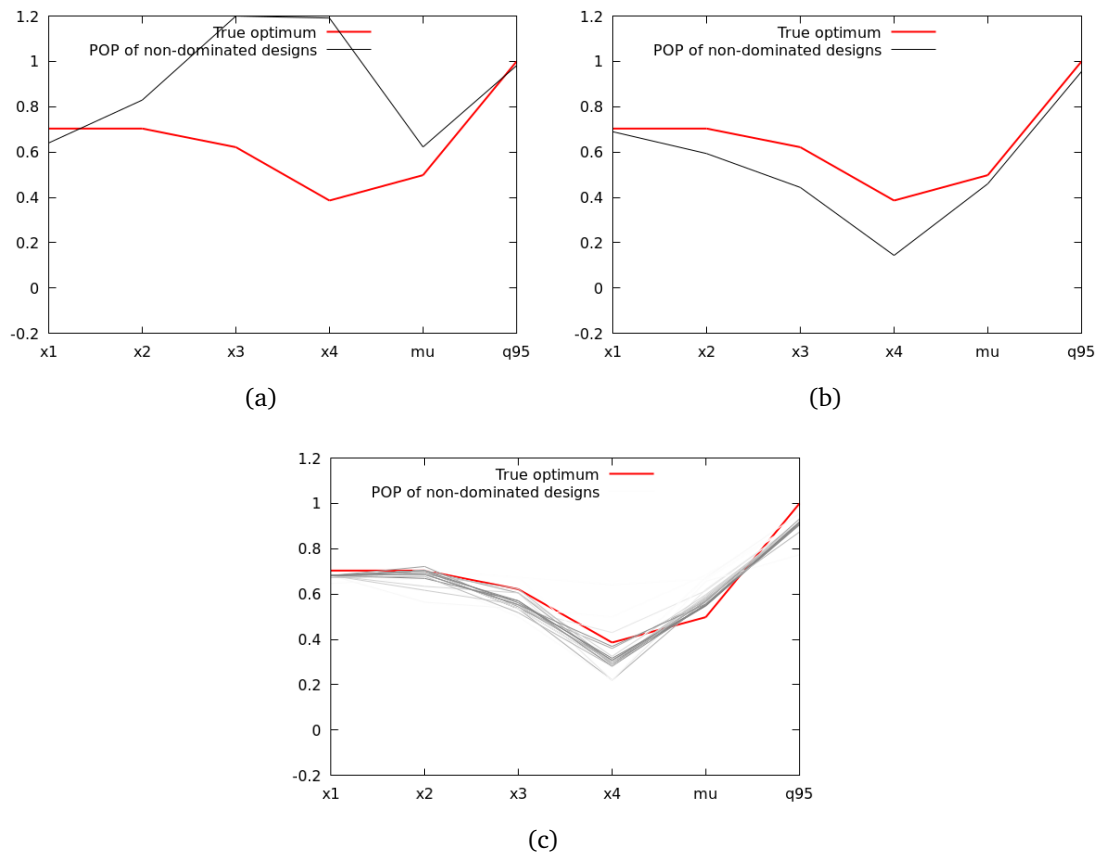 1.2
True optimum
POP of non-dominated designs
1
0.8
0.6
0.4
0.2
0
-0.2
x1 x2 x3 x4 mu q95
(a)
1.2
True optimum
POP of non-dominated designs
1
0.8
0.6
0.4
0.2
0
-0.2
x1 x2 x3 x4 mu q95
(b)
1.2
True optimum
POP of non-dominated designs
1
0.8
0.6
0.4
0.2
0
-0.2
x1 x2 x3 x4 mu q95
(c)